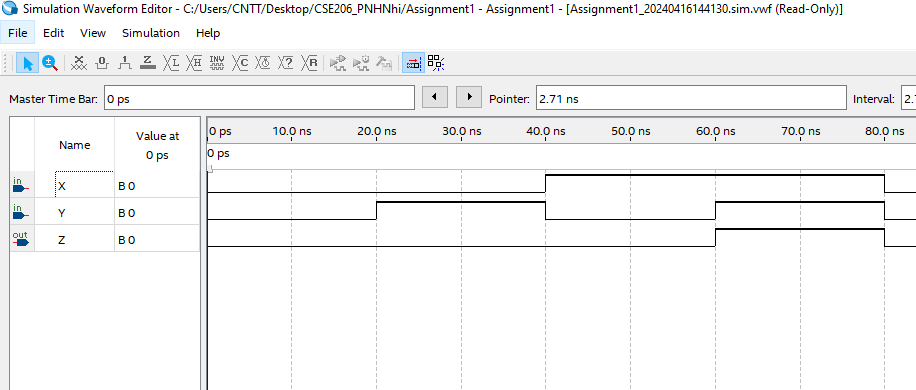 Simulation Waveform Editor - C:/Users/CNTT/Desktop/CSE206_PNHNhi/Assignment1 - Assignment1 - [Assignment1_20240416144130.sim.vwf (Read-Only)]
File Edit View Simulation Help
Master Time Bar: 0 ps Pointer: 2.71 ns Interval: 2.7
Name Value at 0 ps 0 ps 10.0 ns 20.0 ns 30.0 ns 40.0 ns 50.0 ns 60.0 ns 70.0 ns 80.0 ns
0 ps
in X B 0
in Y B 0
out Z B 0